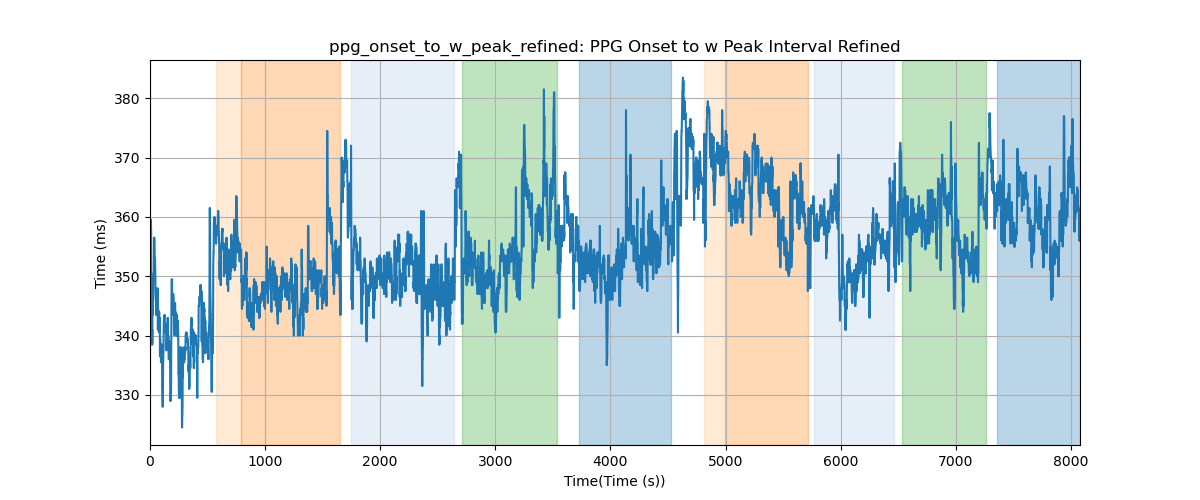 ppg_onset_to_w_peak_refined: PPG Onset to w Peak Interval Refined
Time (ms)
380
370
360
350
340
330
0 1000 2000 3000 4000 5000 6000 7000 8000
Time(Time (s))